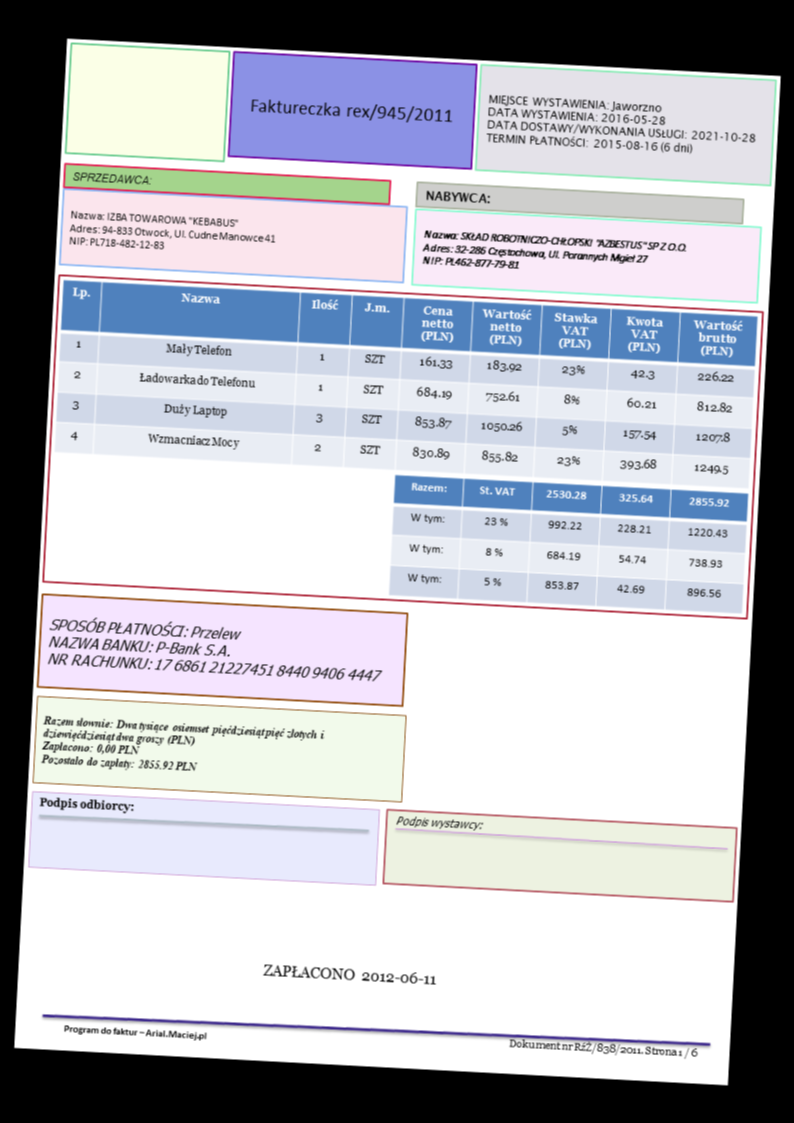 Faktureczka rex/945/2011
MIEJSCE WYSTAWIENIA: Jaworzno
DATA WYSTAWIENIA: 2016-05-28
DATA DOSTAWY/WYKONANIA USŁUGI: 2021-10-28
TERMIN PŁATNOŚCI: 2015-08-16 (6 dni)
SPRZEDAWCA:
Nazwa: IZBA TOWAROWA "KEBABUS"
Adres: 94-833 Otwock, Ul. Cudne Manowce 41
NIP: PL718-482-12-83
NABYWCA:
Nazwa: SKŁAD ROBOTNICZO-CHŁOPSKI "AZBESTUS" SP Z O.O.
Adres: 32-286 Częstochowa, Ul. Porannych Migieł 27
NIP: PL462-877-79-81
Lp. Nazwa Ilość J.m. Cena netto (PLN) Wartość netto (PLN) Stawka VAT (PLN) Kwota VAT (PLN) Wartość brutto (PLN)
1 Mały Telefon 1 SZT 161.33 183.92 23% 42.3 226.22
2 Ładowarka do Telefonu 1 SZT 684.19 752.61 8% 60.21 812.82
3 Duży Laptop 3 SZT 853.87 1050.26 5% 157.54 1207.8
4 Wzmacniacz Mocy 2 SZT 830.89 855.82 23% 393.68 1249.5
Razem: St. VAT 2530.28 325.64 2855.92
W tym: 23 % 992.22 228.21 1220.43
W tym: 8 % 684.19 54.74 738.93
W tym: 5 % 853.87 42.69 896.56
SPOSÓB PŁATNOŚCI: Przelew
NAZWA BANKU: P-Bank S.A.
NR RACHUNKU: 17 6861 2122 7451 8440 9406 4447
Razem słownie: Dwa tysiące osiemset pięćdziesiąt pięć złotych i
dziewięćdziesiąt dwa groszy (PLN)
Zapłacono: 0,00 PLN
Pozostało do zapłaty: 2855.92 PLN
Podpis odbiorcy:
Podpis wystawcy:
ZAPŁACONO 2012-06-11
Program do faktur – Arial.Maciej.pl
Dokument nr RźŻ/838/2011. Strona 1 / 6